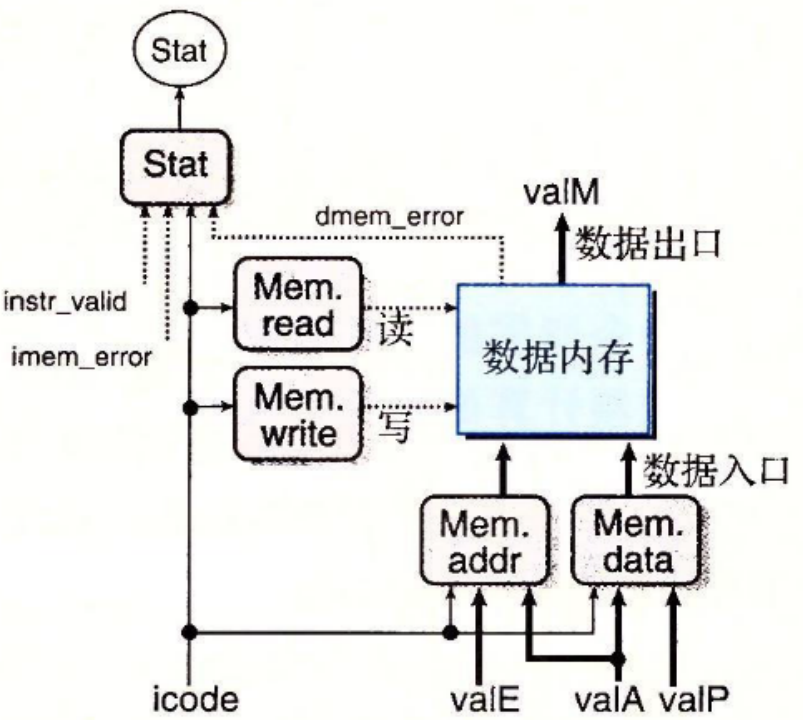 Stat
Stat
valM
dmem_error
数据出口
instr_valid
Mem.
read
读
数据内存
imem_error
Mem.
write
写
数据入口
Mem.
addr
Mem.
data
icode
valE
valA
valP